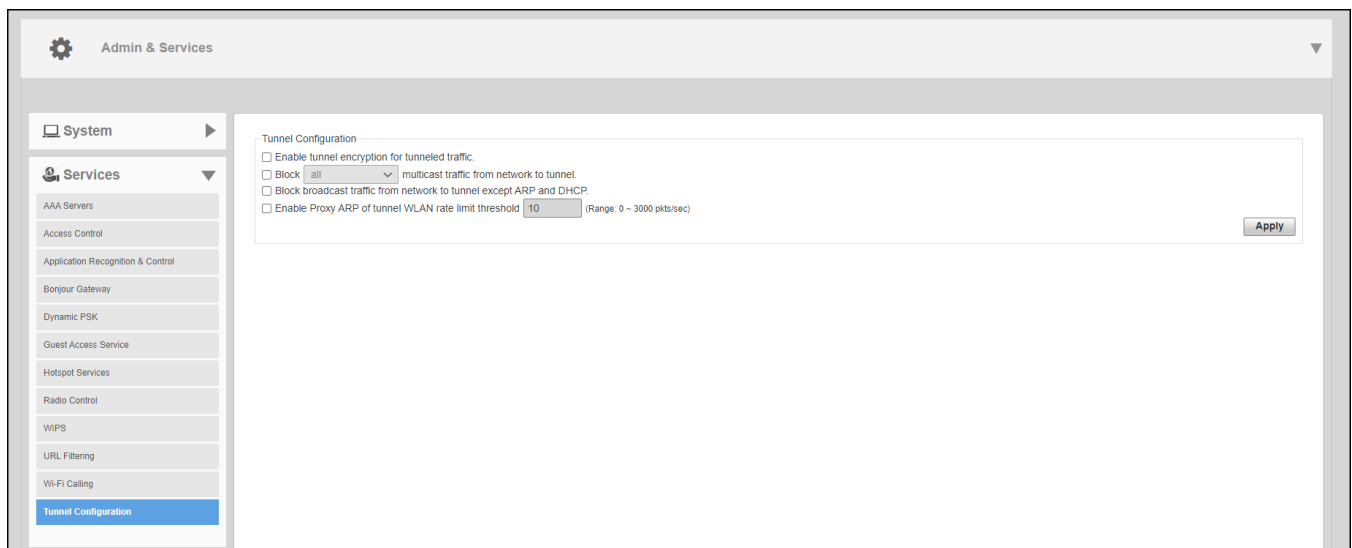 Admin & Services
System
Services
AAA Servers
Access Control
Application Recognition & Control
Bonjour Gateway
Dynamic PSK
Guest Access Service
Hotspot Services
Radio Control
WIPS
URL Filtering
Wi-Fi Calling
Tunnel Configuration
Tunnel Configuration
Enable tunnel encryption for tunneled traffic.
Block all multicast traffic from network to tunnel.
Block broadcast traffic from network to tunnel except ARP and DHCP.
Enable Proxy ARP of tunnel WLAN rate limit threshold 10 (Range: 0 ~ 3000 pkts/sec)
Apply